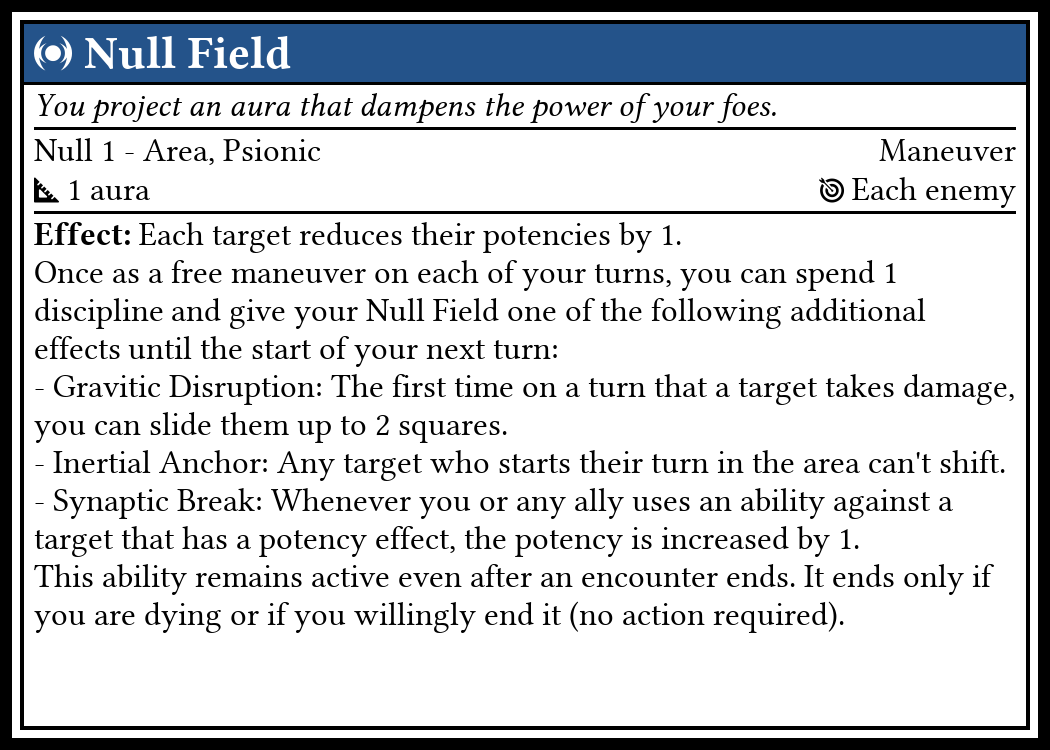 Null Field
You project an aura that dampens the power of your foes.
Null 1 - Area, Psionic Maneuver
1 aura Each enemy
Effect: Each target reduces their potencies by 1.
Once as a free maneuver on each of your turns, you can spend 1
discipline and give your Null Field one of the following additional
effects until the start of your next turn:
- Gravitic Disruption: The first time on a turn that a target takes damage,
you can slide them up to 2 squares.
- Inertial Anchor: Any target who starts their turn in the area can't shift.
- Synaptic Break: Whenever you or any ally uses an ability against a
target that has a potency effect, the potency is increased by 1.
This ability remains active even after an encounter ends. It ends only if
you are dying or if you willingly end it (no action required).